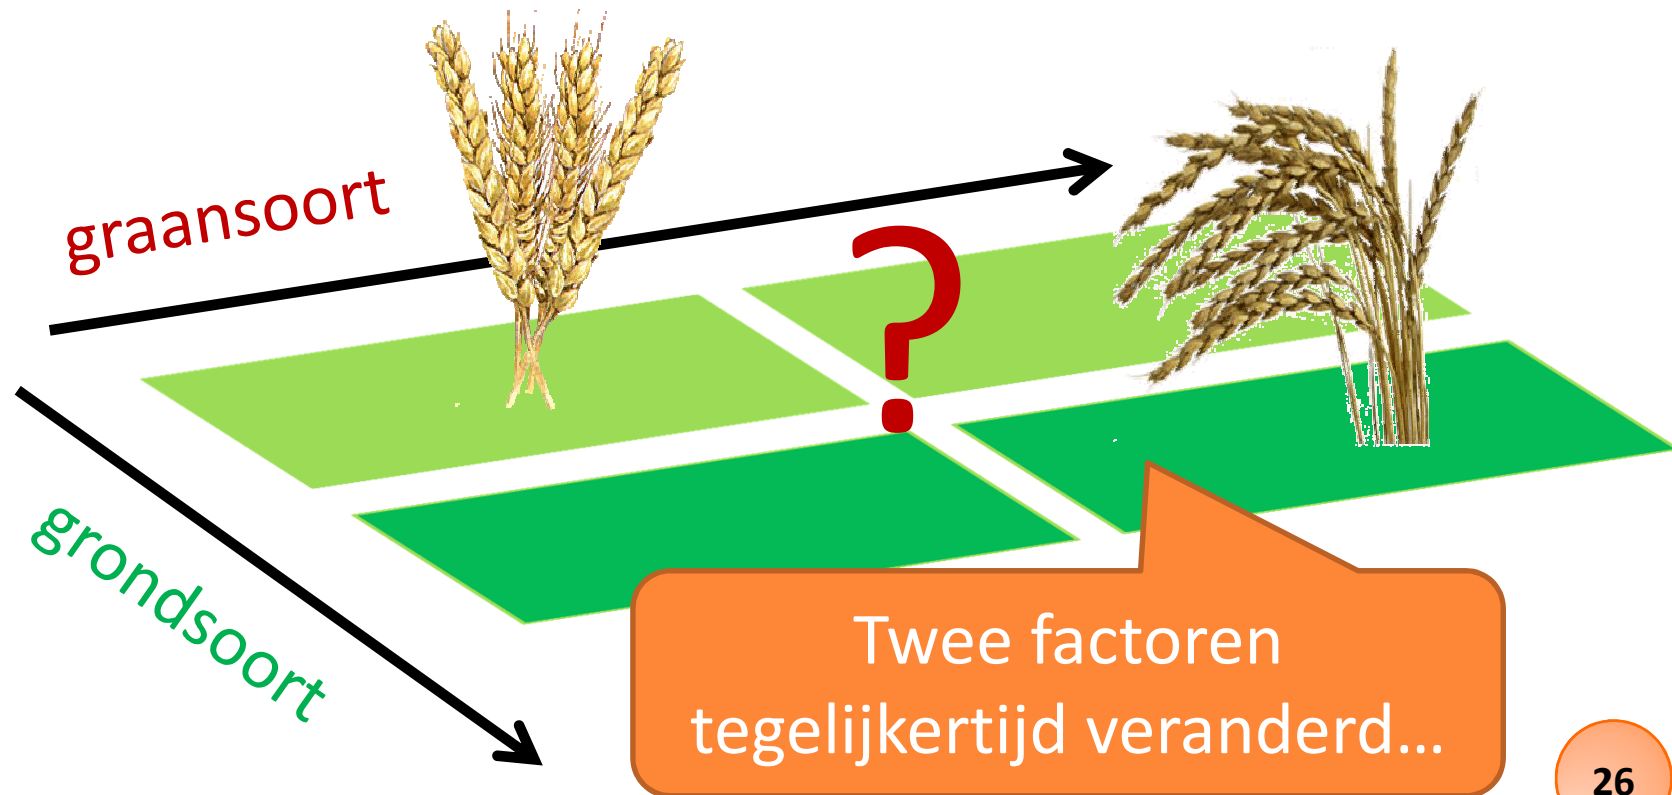 graansoort
?
grondsoort
Twee factoren
tegelijkertijd veranderd...
26